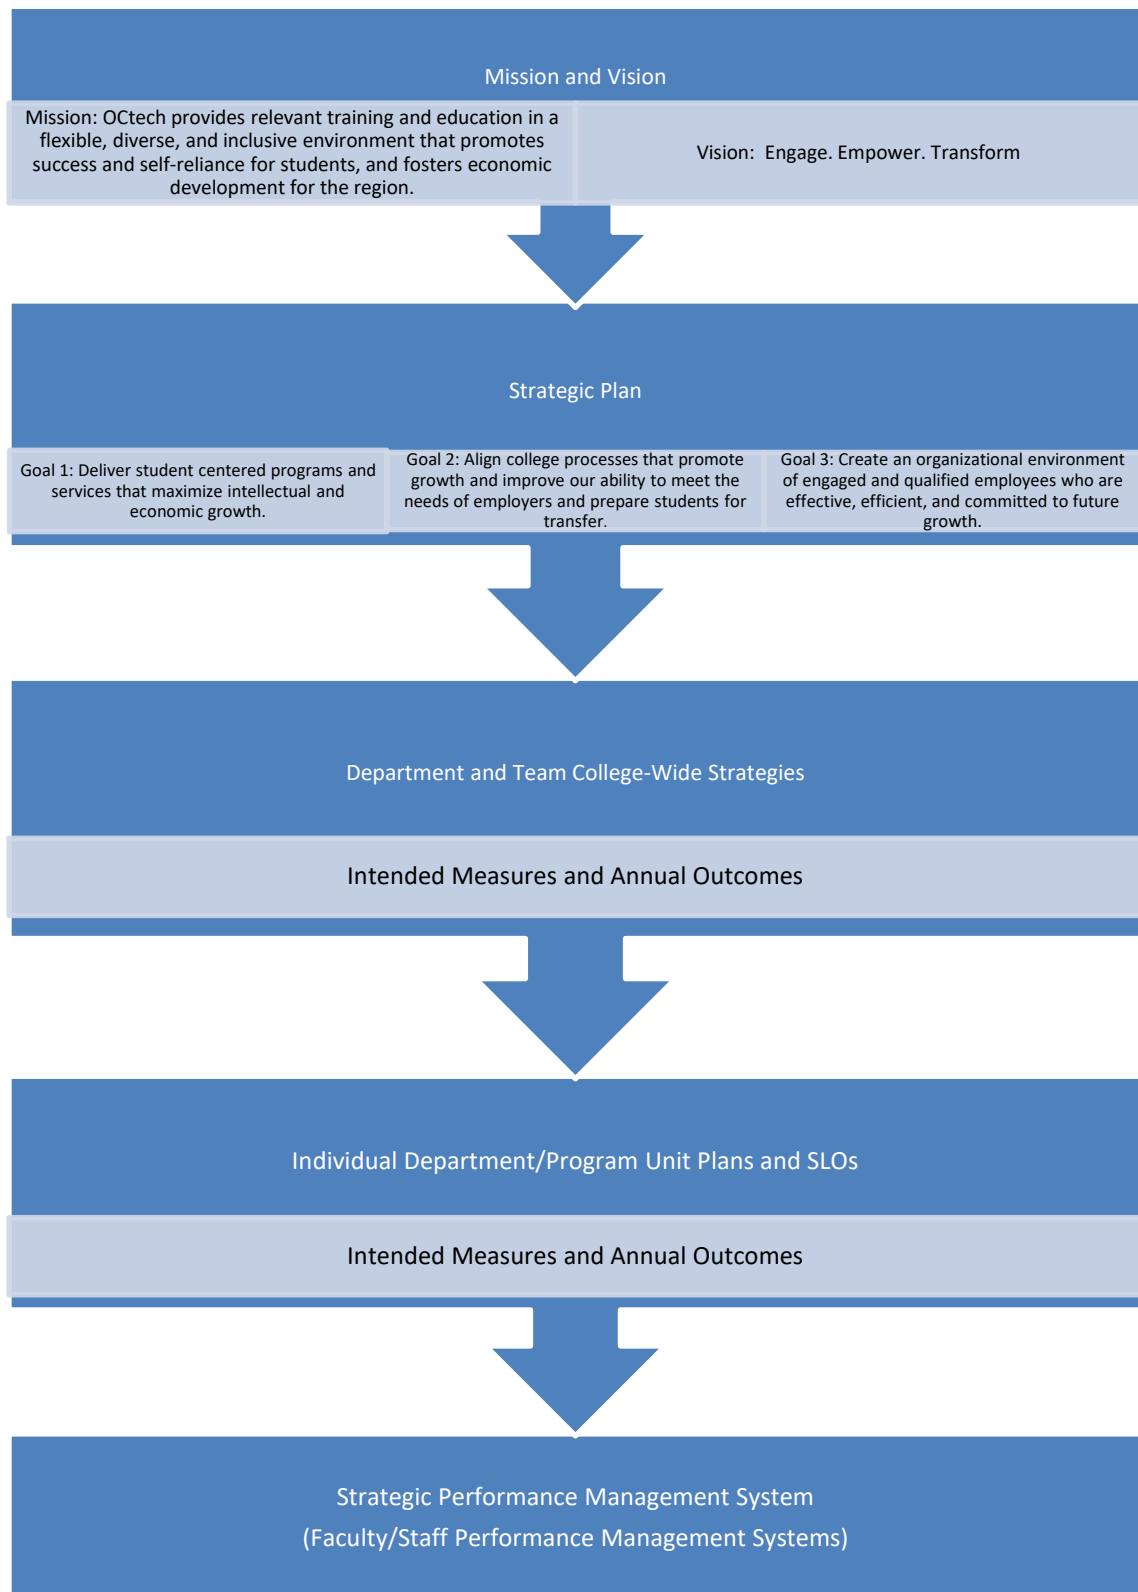 Mission and Vision
Mission: OCtech provides relevant training and education in a
flexible, diverse, and inclusive environment that promotes
success and self-reliance for students, and fosters economic
development for the region.
Vision:  Engage. Empower. Transform
Strategic Plan
Goal 1: Deliver student centered programs and
services that maximize intellectual and
economic growth.
Goal 2: Align college processes that promote
growth and improve our ability to meet the
needs of employers and prepare students for
transfer.
Goal 3: Create an organizational environment
of engaged and qualified employees who are
effective, efficient, and committed to future
growth.
Department and Team College-Wide Strategies
Intended Measures and Annual Outcomes
Individual Department/Program Unit Plans and SLOs
Intended Measures and Annual Outcomes
Strategic Performance Management System
(Faculty/Staff Performance Management Systems)